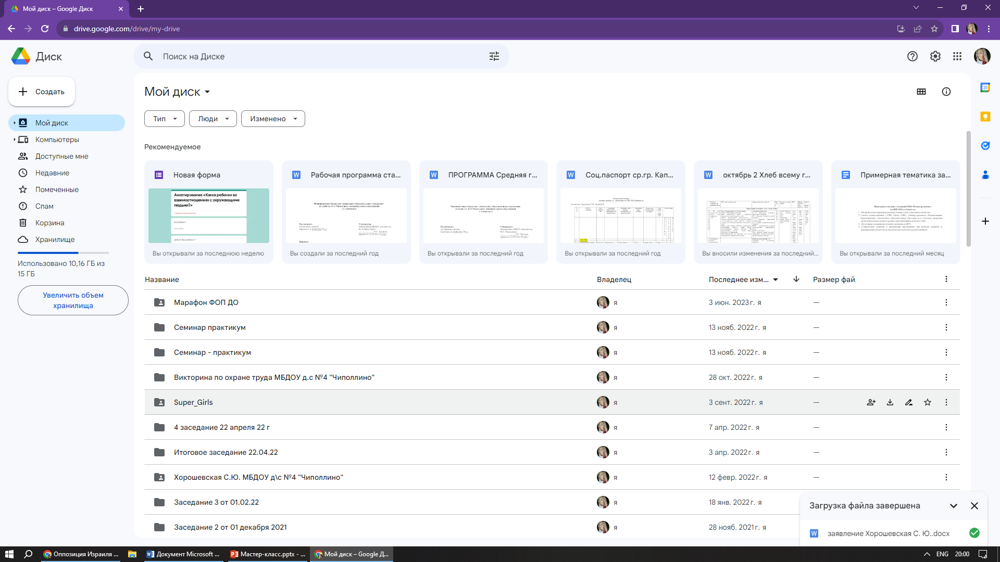 Мой диск – Google Диск
drive.google.com/drive/my-drive
Диск
Поиск на Диске
Создать
Мой диск
Компьютеры
Доступные мне
Недавние
Помеченные
Спам
Корзина
Хранилище
Использовано 10,16 ГБ из
15 ГБ
Увеличить объем
хранилища
Мой диск
Тип
Люди
Изменено
Рекомендуемое
Новая форма
Анкетирование «Каков ребенок во
взаимоотношениях с окружающими
людьми?»
Вы открывали за последнюю неделю
Рабочая программа ста...
Вы создали за последний год
ПРОГРАММА Средняя г...
Вы открывали за последний год
Соц.паспорт ср.гр. Кап...
Вы открывали за последний год
октябрь 2 Хлеб всему г...
Вы вносили изменения за последний...
Примерная тематика за...
Вы открывали за последний месяц
Название Владелец Последнее изм... Размер фай
Марафон ФОП ДО я 3 июн. 2023 г. я —
Семинар практикум я 13 нояб. 2022 г. я —
Семинар - практикум я 13 нояб. 2022 г. я —
Викторина по охране труда МБДОУ д.с №4 "Чиполлино" я 28 окт. 2022 г. я —
Super_Girls я 3 сент. 2022 г. я —
4 заседание 22 апреля 22 г я 7 апр. 2022 г. я —
Итоговое заседание 22.04.22 я 3 апр. 2022 г. я —
Хорошевская С.Ю. МБДОУ д\с №4 "Чиполлино" я 12 февр. 2022 г. я —
Заседание 3 от 01.02.22 я 18 янв. 2022 г. я
Заседание 2 от 01 декабря 2021 я 28 нояб. 2021 г. я
Загрузка файла завершена
заявление Хорошевская С. Ю..docx
31
Оппозиция Израиля ...
Документ Microsoft ...
Мастер-класс.pptx - ...
Мой диск – Google Д...
ENG
20:00